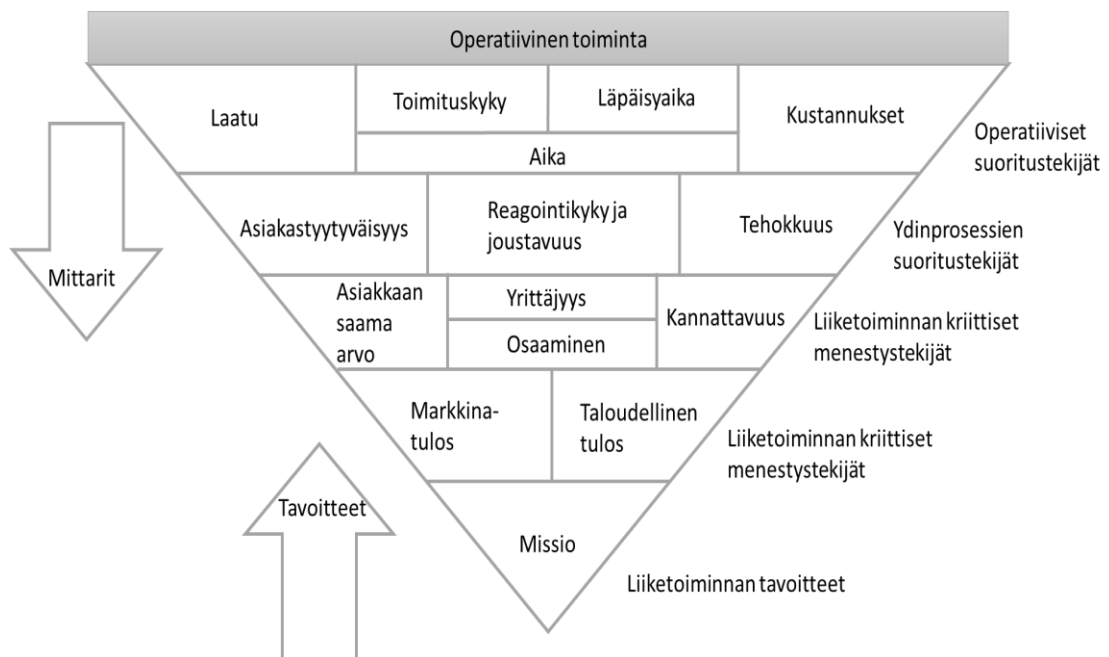 Operatiivinen toiminta
Laatu
Toimituskyky
Läpäisyaika
Aika
Kustannukset
Operatiiviset
suoritustekijät
Asiakastyytyväisyys
Reagointikyky ja
joustavuus
Tehokkuus
Ydinprosessien
suoritustekijät
Mittarit
Asiakkaan
saama
arvo
Yrittäjyys
Osaaminen
Kannattavuus
Liiketoiminnan kriittiset
menestystekijät
Markkina-
tulos
Taloudellinen
tulos
Liiketoiminnan kriittiset
menestystekijät
Tavoitteet
Missio
Liiketoiminnan tavoitteet